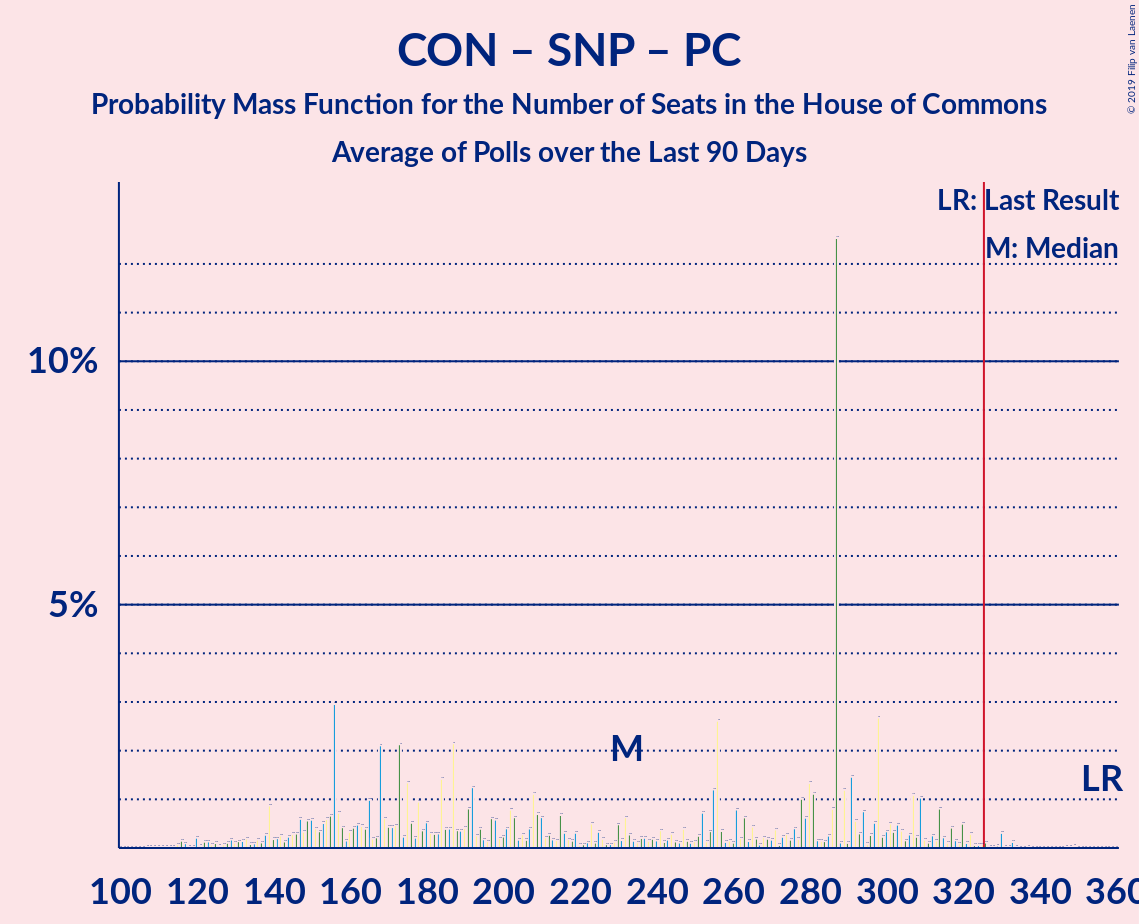 CON – SNP – PC
Probability Mass Function for the Number of Seats in the House of Commons
Average of Polls over the Last 90 Days
© 2019 Filip van Laenen
LR: Last Result
M: Median
10%
5%
M
LR
100 120 140 160 180 200 220 240 260 280 300 320 340 360